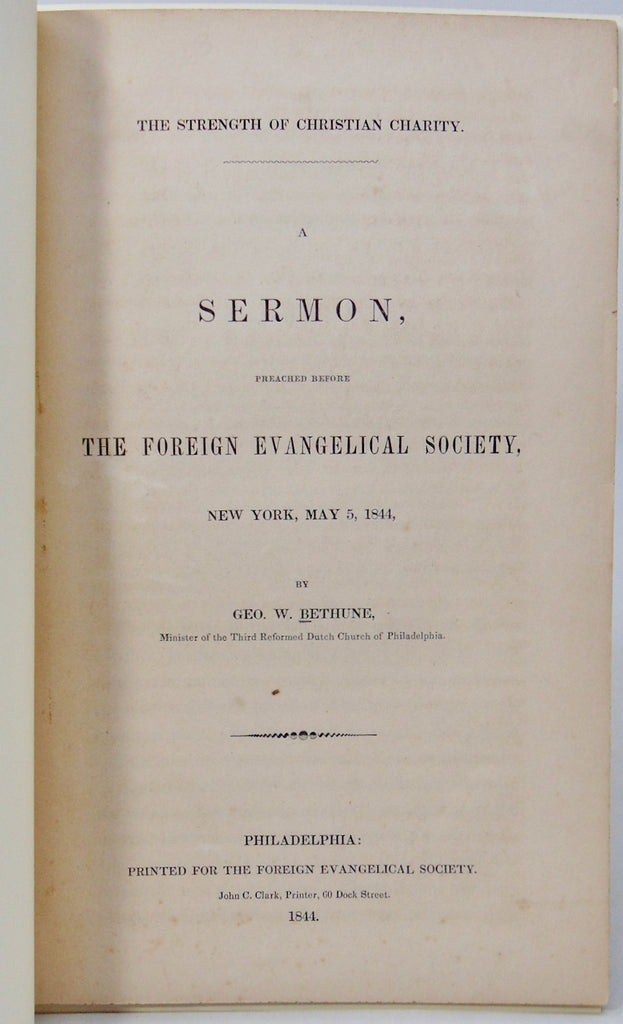 THE STRENGTH OF CHRISTIAN CHARITY.
A
SERMON,
PREACHED BEFORE
THE FOREIGN EVANGELICAL SOCIETY,
NEW YORK, MAY 5, 1844,
BY
GEO. W. BETHUNE,
Minister of the Third Reformed Dutch Church of Philadelphia.
PHILADELPHIA:
PRINTED FOR THE FOREIGN EVANGELICAL SOCIETY.
John C. Clark, Printer, 60 Dock Street.
1844.